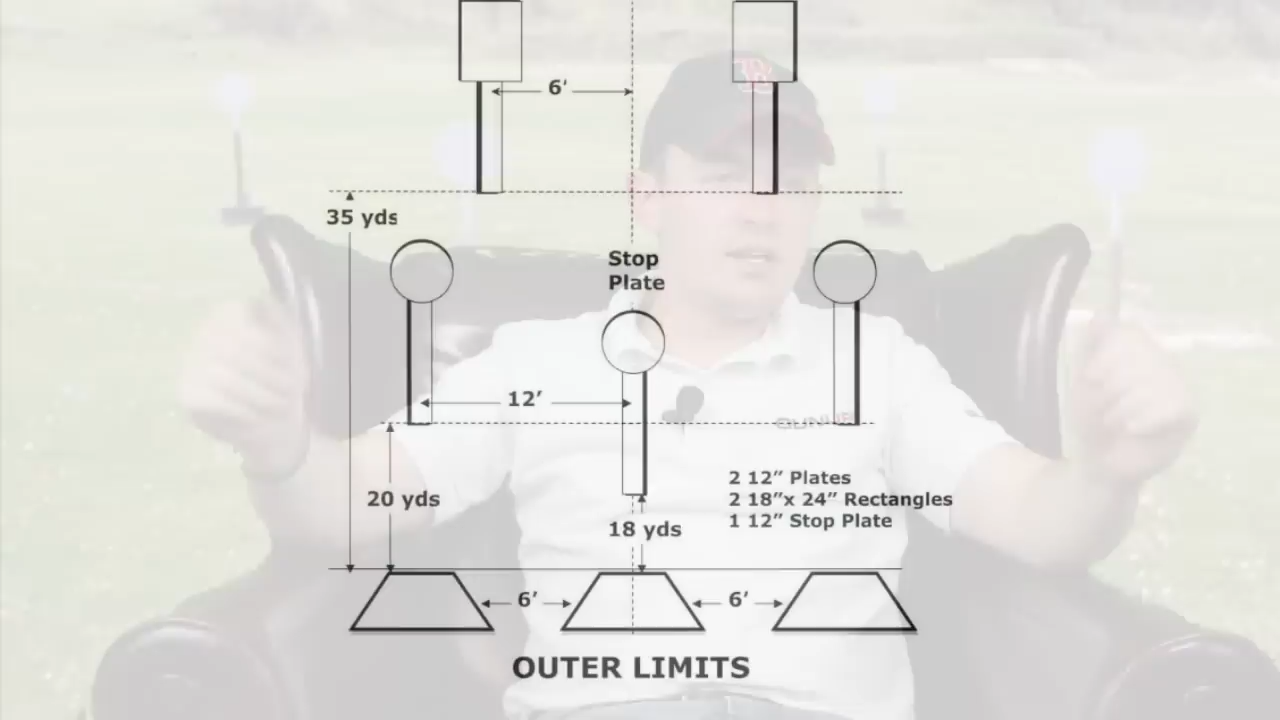 6'
35 yds
Stop
Plate
12'
20 yds
18 yds
2 12" Plates
2 18"x 24" Rectangles
1 12" Stop Plate
6'
6'
OUTER LIMITS